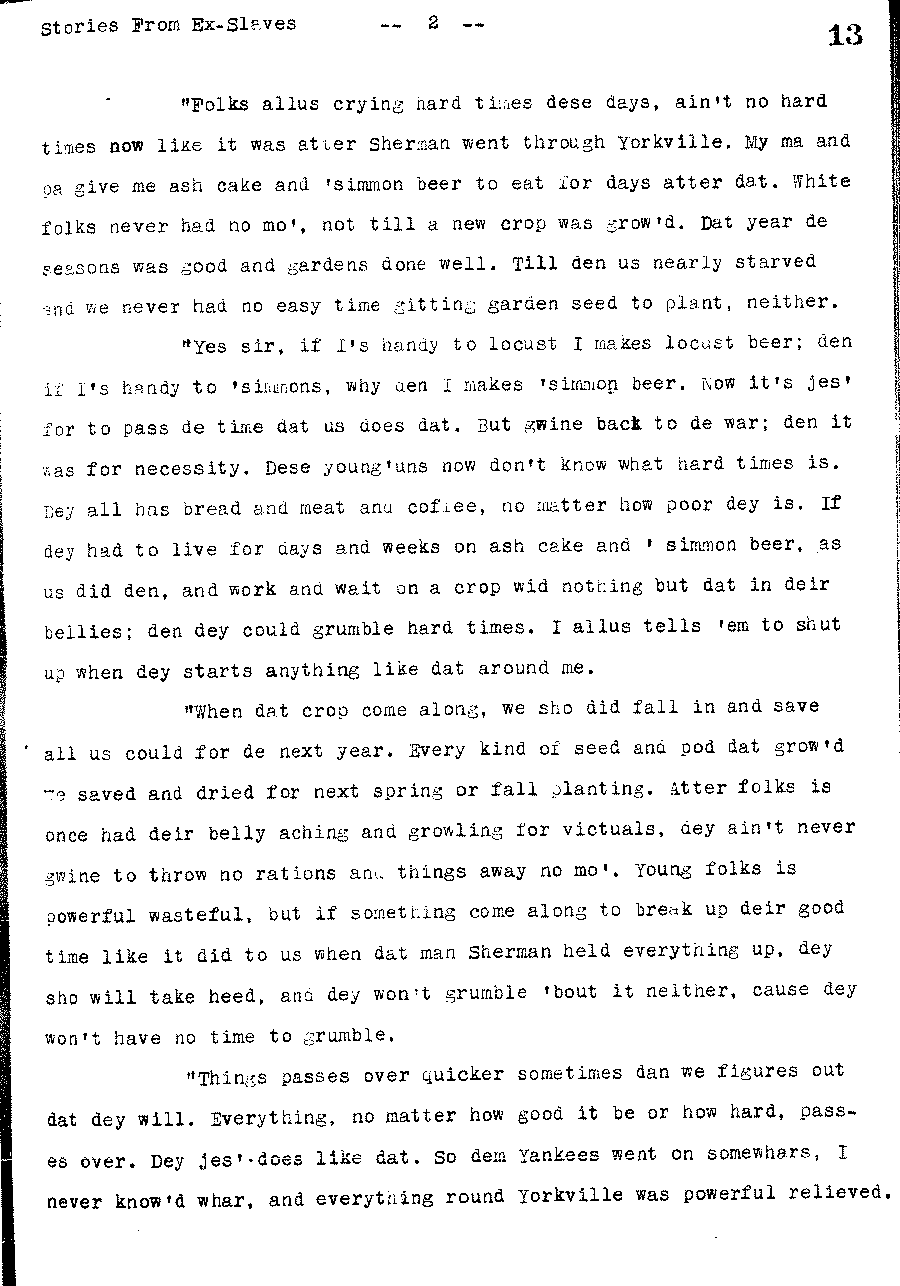 Stories From Ex-Slaves -- 2 --
13
"Folks allus crying hard times dese days, ain't no hard
times now like it was atter Sherman went through Yorkville. My ma and
pa give me ash cake and 'simmon beer to eat for days atter dat. White
folks never had no mo', not till a new crop was grow'd. Dat year de
seasons was good and gardens done well. Till den us nearly starved
and we never had no easy time gitting garden seed to plant, neither.
"Yes sir, if I's handy to locust I makes locust beer; den
if I's handy to 'simmons, why den I makes 'simmon beer. Now it's jes'
for to pass de time dat us does dat. But gwine back to de war; den it
was for necessity. Dese young'uns now don't know what hard times is.
Dey all has bread and meat and coffee, no matter how poor dey is. If
dey had to live for days and weeks on ash cake and ' simmon beer, as
us did den, and work and wait on a crop wid nothing but dat in deir
bellies; den dey could grumble hard times. I allus tells 'em to shut
up when dey starts anything like dat around me.
"When dat crop come along, we sho did fall in and save
all us could for de next year. Every kind of seed and pod dat grow'd
we saved and dried for next spring or fall planting. Atter folks is
once had deir belly aching and growling for victuals, dey ain't never
gwine to throw no rations and things away no mo'. Young folks is
powerful wasteful, but if something come along to break up deir good
time like it did to us when dat man Sherman held everything up, dey
sho will take heed, and dey won't grumble 'bout it neither, cause dey
won't have no time to grumble.
"Things passes over quicker sometimes dan we figures out
dat dey will. Everything, no matter how good it be or how hard, pass-
es over. Dey jes' does like dat. So dem Yankees went on somewhars, I
never know'd whar, and everything round Yorkville was powerful relieved.